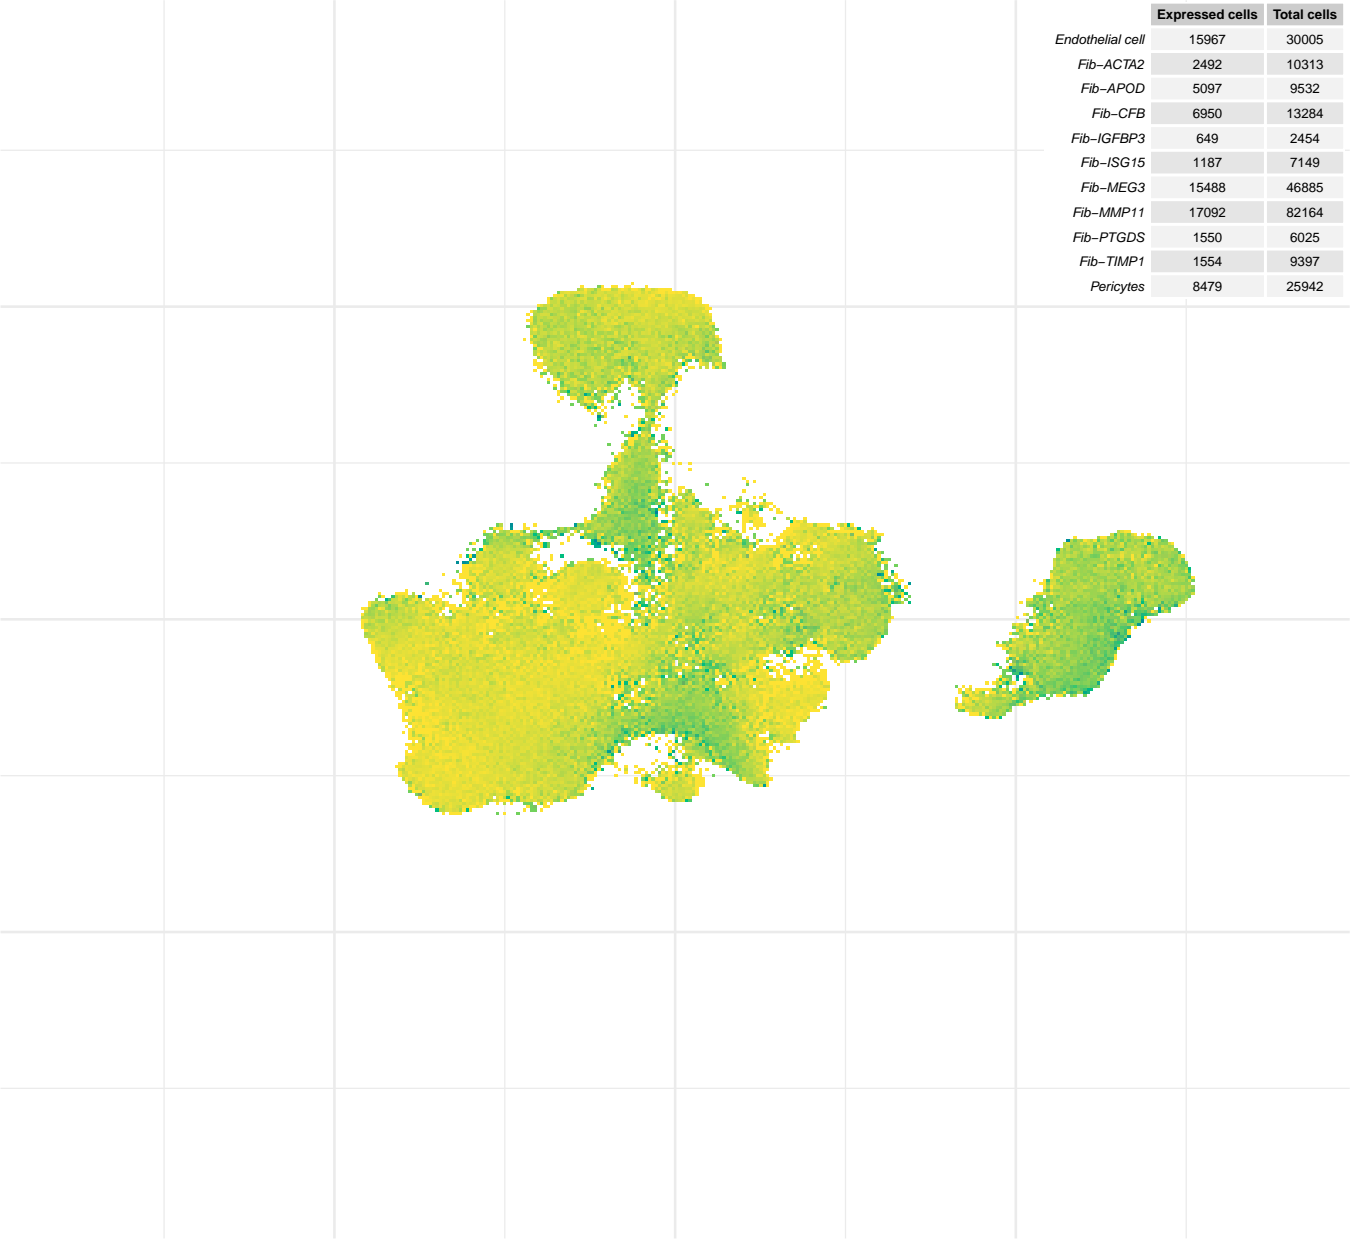 Expressed cells Total cells
Endothelial cell 15967 30005
Fib−ACTA2 2492 10313
Fib−APOD 5097 9532
Fib−CFB 6950 13284
Fib−IGFBP3 649 2454
Fib−ISG15 1187 7149
Fib−MEG3 15488 46885
Fib−MMP11 17092 82164
Fib−PTGDS 1550 6025
Fib−TIMP1 1554 9397
Pericytes 8479 25942